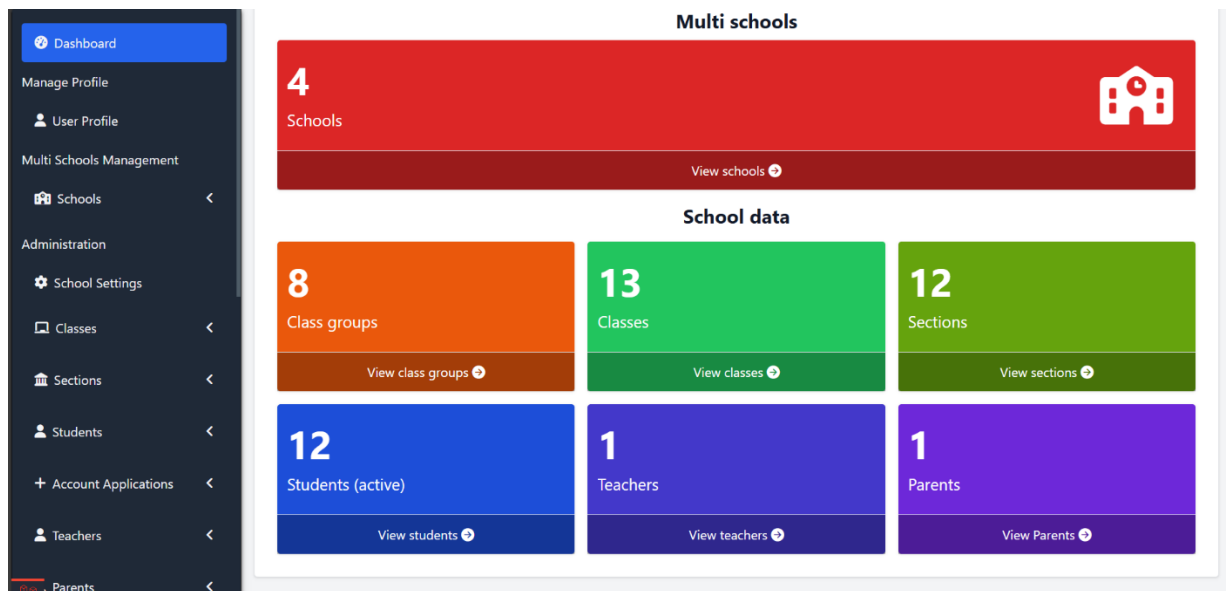 Dashboard
Manage Profile
User Profile
Multi Schools Management
Schools
Administration
School Settings
Classes
Sections
Students
Account Applications
Teachers
Parents
Multi schools
4
Schools
View schools
School data
8
Class groups
View class groups
13
Classes
View classes
12
Sections
View sections
12
Students (active)
View students
1
Teachers
View teachers
1
Parents
View Parents